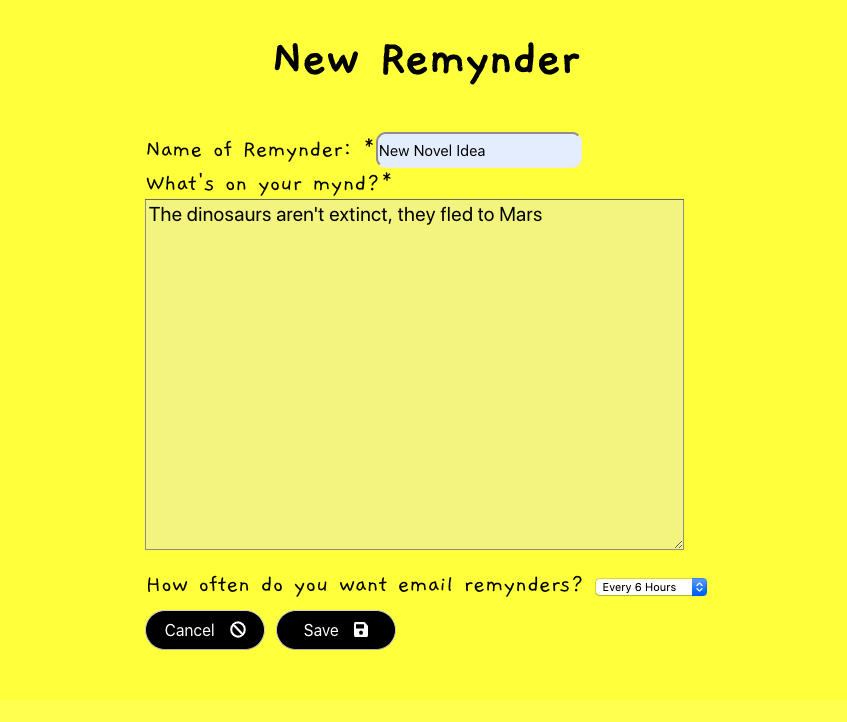 New Remynder
Name of Remynder: * New Novel Idea
What's on your mynd?*
The dinosaurs aren't extinct, they fled to Mars
How often do you want email remynders? Every 6 Hours
Cancel Save